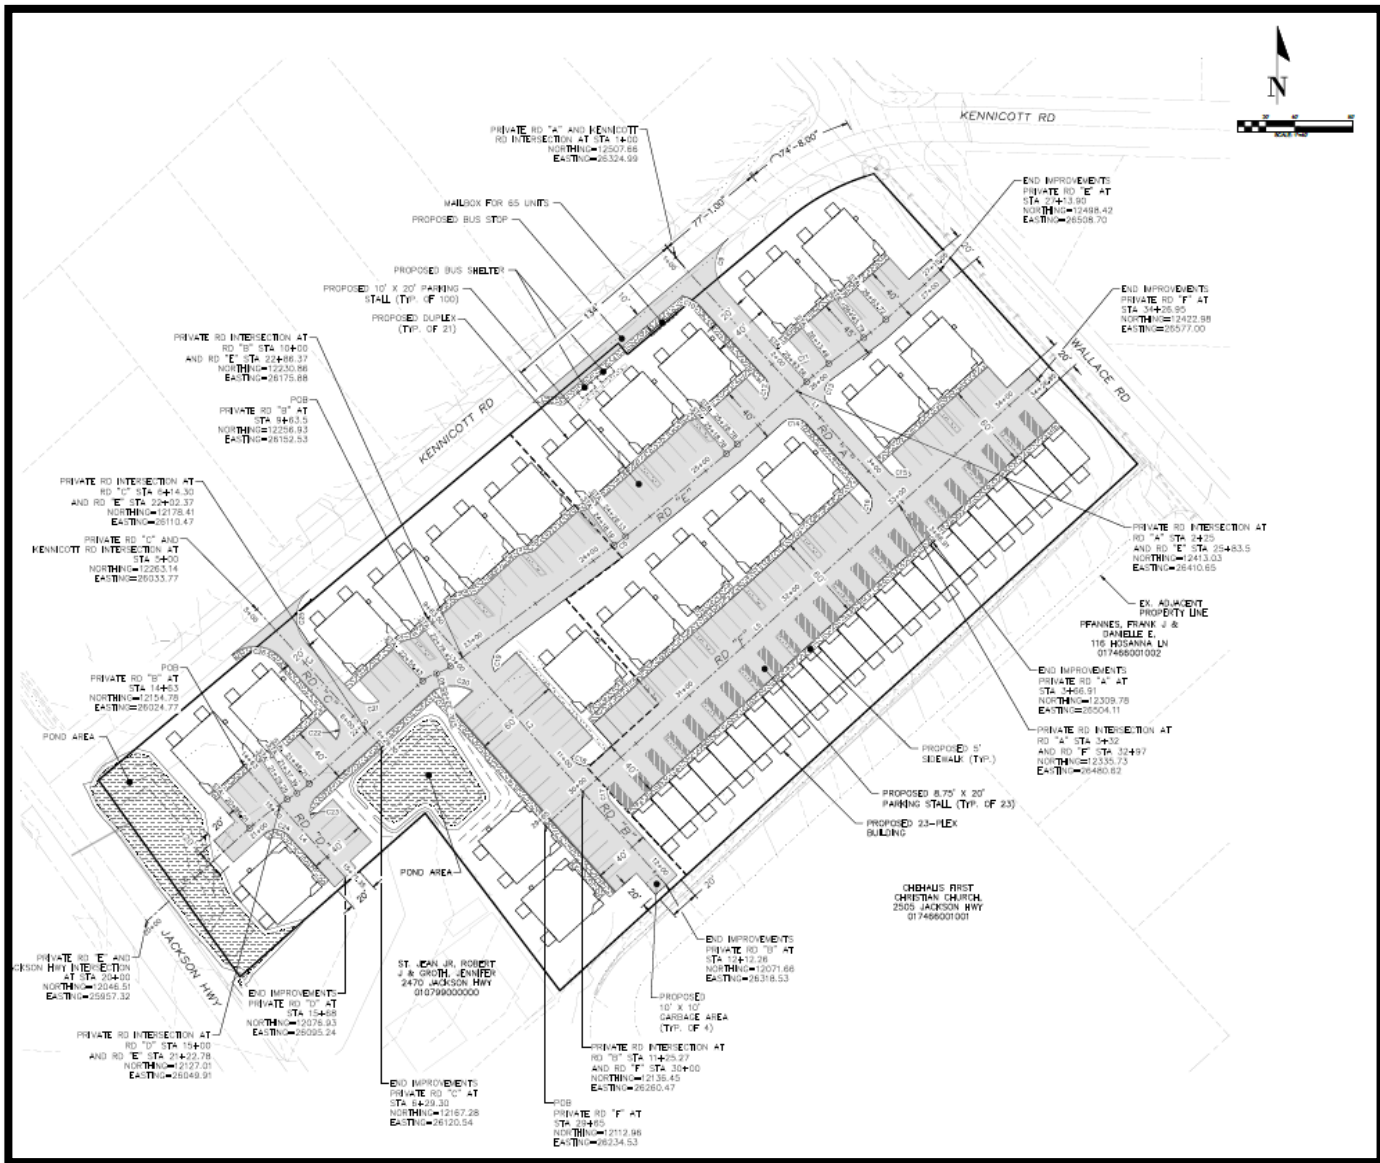 N
KENNICOTT RD
PRIVATE RD "A" AND KENNICOTT
RD INTERSECTION AT STA 1+00
NORTHING=12507.66
EASTING=26324.99
74'-8.00"
77'-1.00"
MAILBOX FOR 65 UNITS
PROPOSED BUS STOP
PROPOSED BUS SHELTER
PROPOSED 10' X 20' PARKING
STALL (TYP. OF 100)
PROPOSED DUPLEX
(TYP. OF 21)
134'
10'
END IMPROVEMENTS
PRIVATE RD "E" AT
STA 27+13.90
NORTHING=12498.42
EASTING=26508.70
END IMPROVEMENTS
PRIVATE RD "F" AT
STA 34+26.95
NORTHING=12422.98
EASTING=26577.00
WALLACE RD
PRIVATE RD INTERSECTION AT
RD "B" STA 10+00
AND RD "E" STA 22+86.37
NORTHING=12230.86
EASTING=26175.88
POB
PRIVATE RD "B" AT
STA 9+63.5
NORTHING=12256.93
EASTING=26152.53
KENNICOTT RD
PRIVATE RD INTERSECTION AT
RD "C" STA 6+14.30
AND RD "E" STA 22+02.37
NORTHING=12178.41
EASTING=26110.47
PRIVATE RD "C" AND
KENNICOTT RD INTERSECTION AT
STA 5+00
NORTHING=12263.14
EASTING=26033.77
RD "A"
RD "E"
RD "F"
RD "C"
RD "D"
RD "B"
PRIVATE RD INTERSECTION AT
RD "A" STA 2+25
AND RD "E" STA 25+83.5
NORTHING=12413.03
EASTING=26410.65
EX. ADJACENT
PROPERTY LINE
PFANNES, FRANK J &
DANIELLE E.
116 HOSANNA LN
017466001002
POB
PRIVATE RD "B" AT
STA 14+63
NORTHING=12154.78
EASTING=26024.77
POND AREA
END IMPROVEMENTS
PRIVATE RD "A" AT
STA 3+66.91
NORTHING=12309.78
EASTING=26504.11
PRIVATE RD INTERSECTION AT
RD "A" STA 3+32
AND RD "F" STA 32+97
NORTHING=12335.73
EASTING=26480.62
PROPOSED 5'
SIDEWALK (TYP.)
PROPOSED 8.75' X 20'
PARKING STALL (TYP. OF 23)
PROPOSED 23-PLEX
BUILDING
POND AREA
CHEHALIS FIRST
CHRISTIAN CHURCH,
2505 JACKSON HWY
017466001001
JACKSON HWY
PRIVATE RD "E" AND
CKSON HWY INTERSECTION
AT STA 20+00
NORTHING=12046.51
EASTING=25957.32
ST. JEAN JR, ROBERT
J & GROTH, JENNIFER
2470 JACKSON HWY
010799000000
END IMPROVEMENTS
PRIVATE RD "B" AT
STA 12+12.26
NORTHING=12071.66
EASTING=26318.53
END IMPROVEMENTS
PRIVATE RD "D" AT
STA 15+68
NORTHING=12076.93
EASTING=26095.24
PROPOSED
10' X 10'
GARBAGE AREA
(TYP. OF 4)
PRIVATE RD INTERSECTION AT
RD "D" STA 15+00
AND RD "E" STA 21+22.78
NORTHING=12127.01
EASTING=26049.91
PRIVATE RD INTERSECTION AT
RD "B" STA 11+25.27
AND RD "F" STA 30+00
NORTHING=12136.45
EASTING=26260.47
END IMPROVEMENTS
PRIVATE RD "C" AT
STA 6+29.30
NORTHING=12167.28
EASTING=26120.54
POB
PRIVATE RD "F" AT
STA 29+65
NORTHING=12112.96
EASTING=26234.53